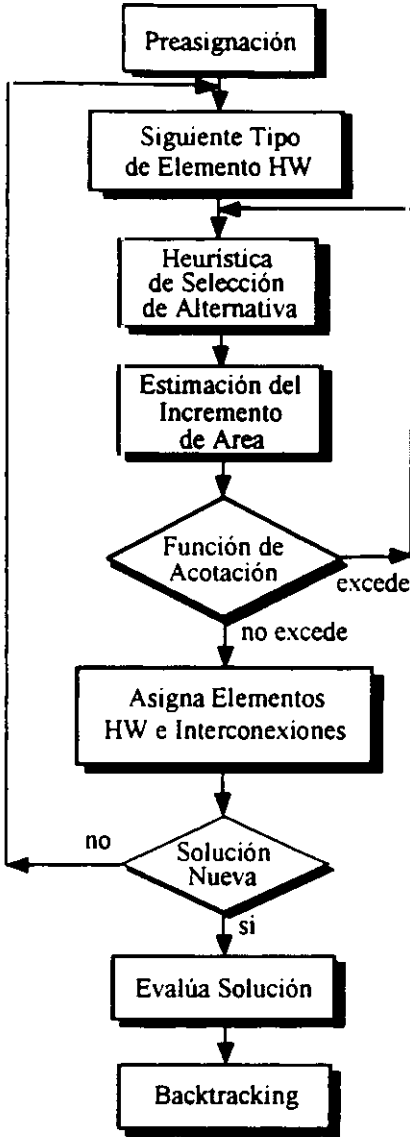 Preasignación
Siguiente Tipo
de Elemento HW
Heurística
de Selección
de Alternativa
Estimación del
Incremento
de Area
Función de
Acotación
excede
no excede
Asigna Elementos
HW e Interconexiones
no
Solución
Nueva
si
Evalúa Solución
Backtracking